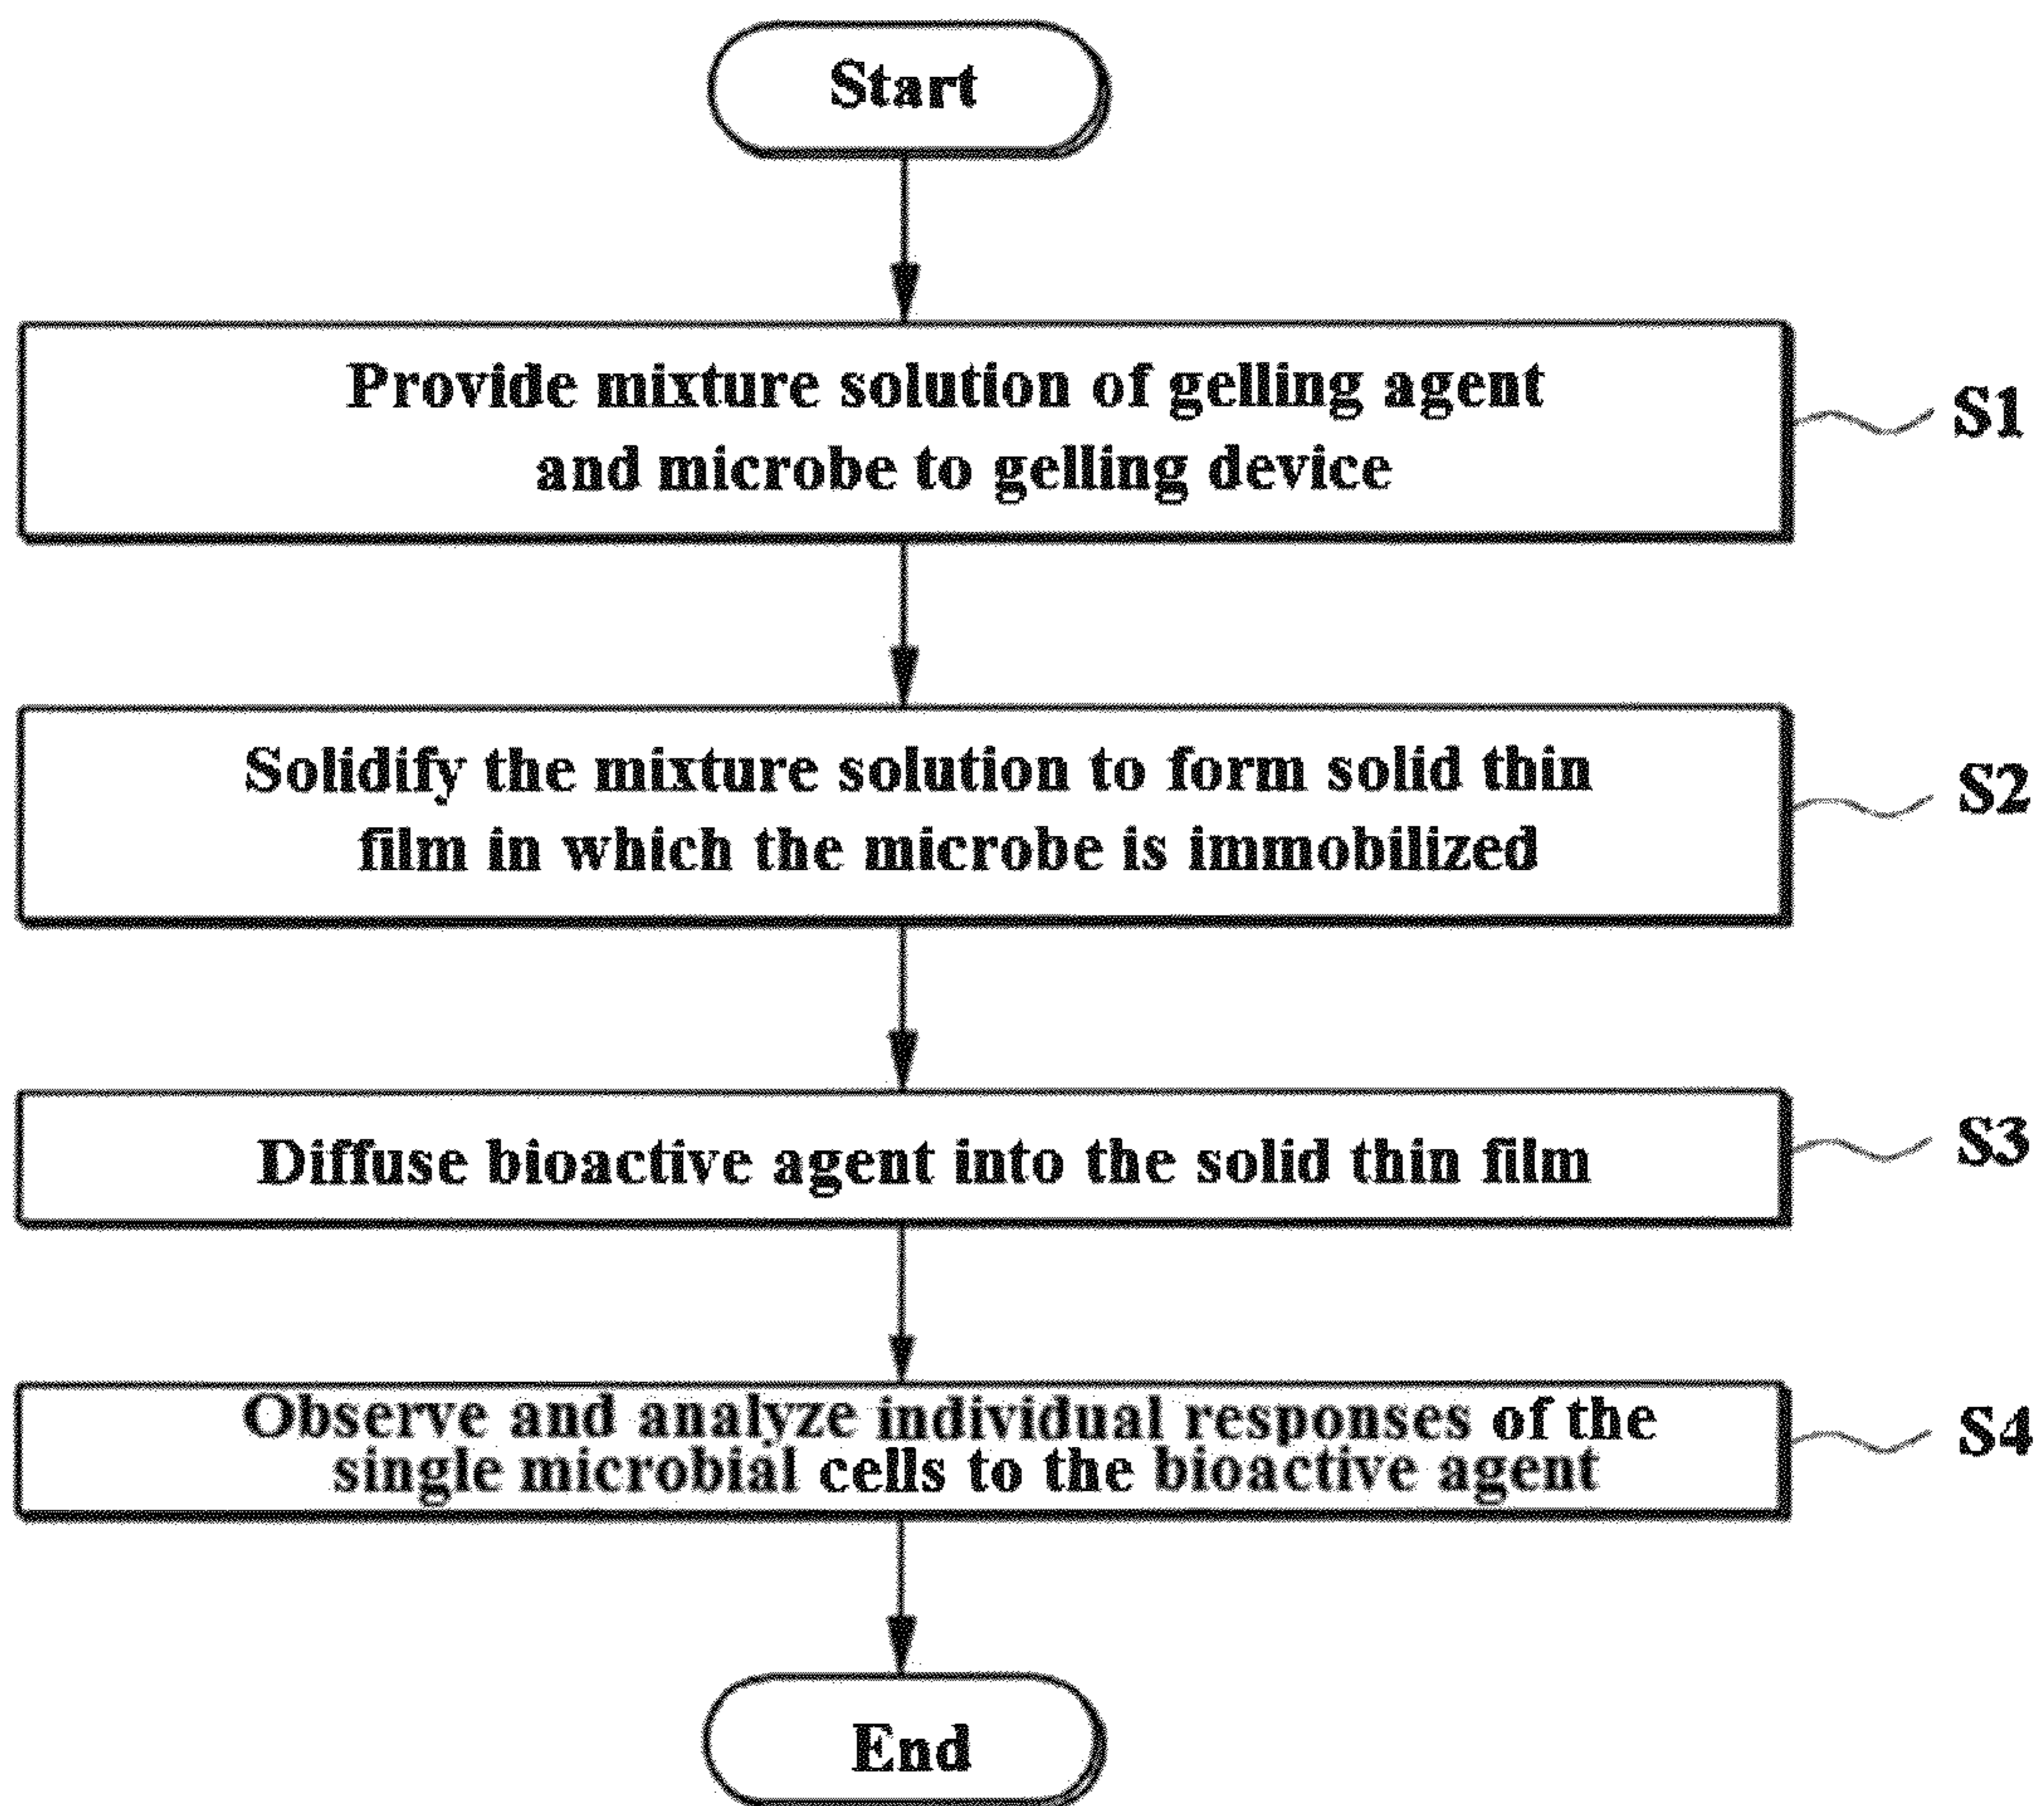 Start
Provide mixture solution of gelling agent
and microbe to gelling device
S1
Solidify the mixture solution to form solid thin
film in which the microbe is immobilized
S2
Diffuse bioactive agent into the solid thin film
S3
Observe and analyze individual responses of the
single microbial cells to the bioactive agent
S4
End